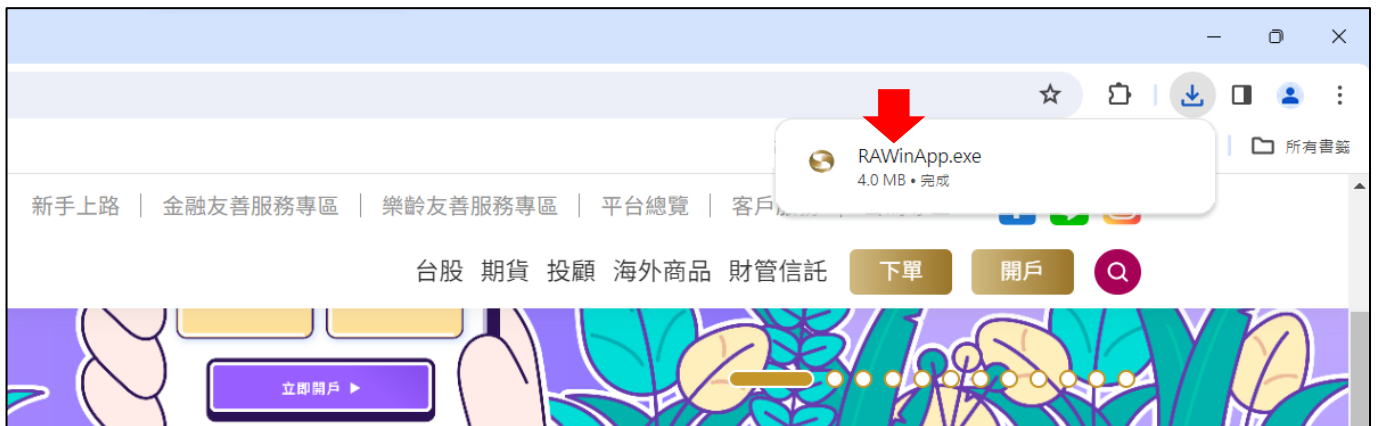 RAWinApp.exe
4.0 MB • 完成
所有書籤
新手上路 | 金融友善服務專區 | 樂齡友善服務專區 | 平台總覽 | 客戶
台股 期貨 投顧 海外商品 財管信託 下單 開戶
立即開戶 ▶